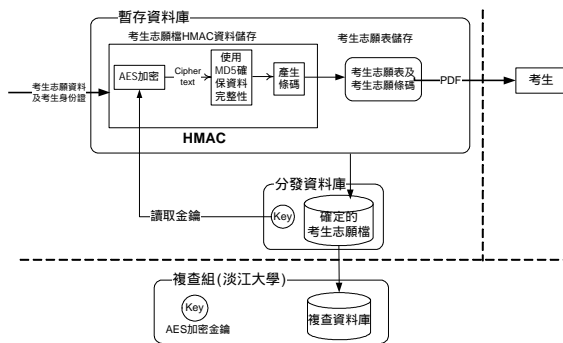 暫存資料庫
考生志願檔HMAC資料儲存
考生志願表儲存
考生志願資料
及考生身份證
AES加密
Cipher
text
使用
MD5確
保資料
完整性
產生
條碼
考生志願表及
考生志願條碼
PDF
考生
HMAC
分發資料庫
讀取金鑰
Key
確定的
考生志願檔
複查組(淡江大學)
Key
AES加密金鑰
複查資料庫